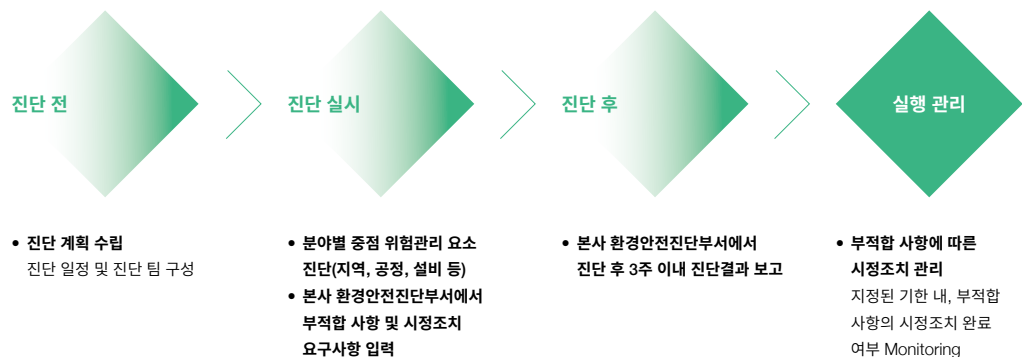 진단 전
진단 실시
진단 후
실행 관리
• 진단 계획 수립
진단 일정 및 진단 팀 구성
• 분야별 중점 위험관리 요소
진단(지역, 공정, 설비 등)
• 본사 환경안전진단부서에서
부적합 사항 및 시정조치
요구사항 입력
• 본사 환경안전진단부서에서
진단 후 3주 이내 진단결과 보고
• 부적합 사항에 따른
시정조치 관리
지정된 기한 내, 부적합
사항의 시정조치 완료
여부 Monitoring